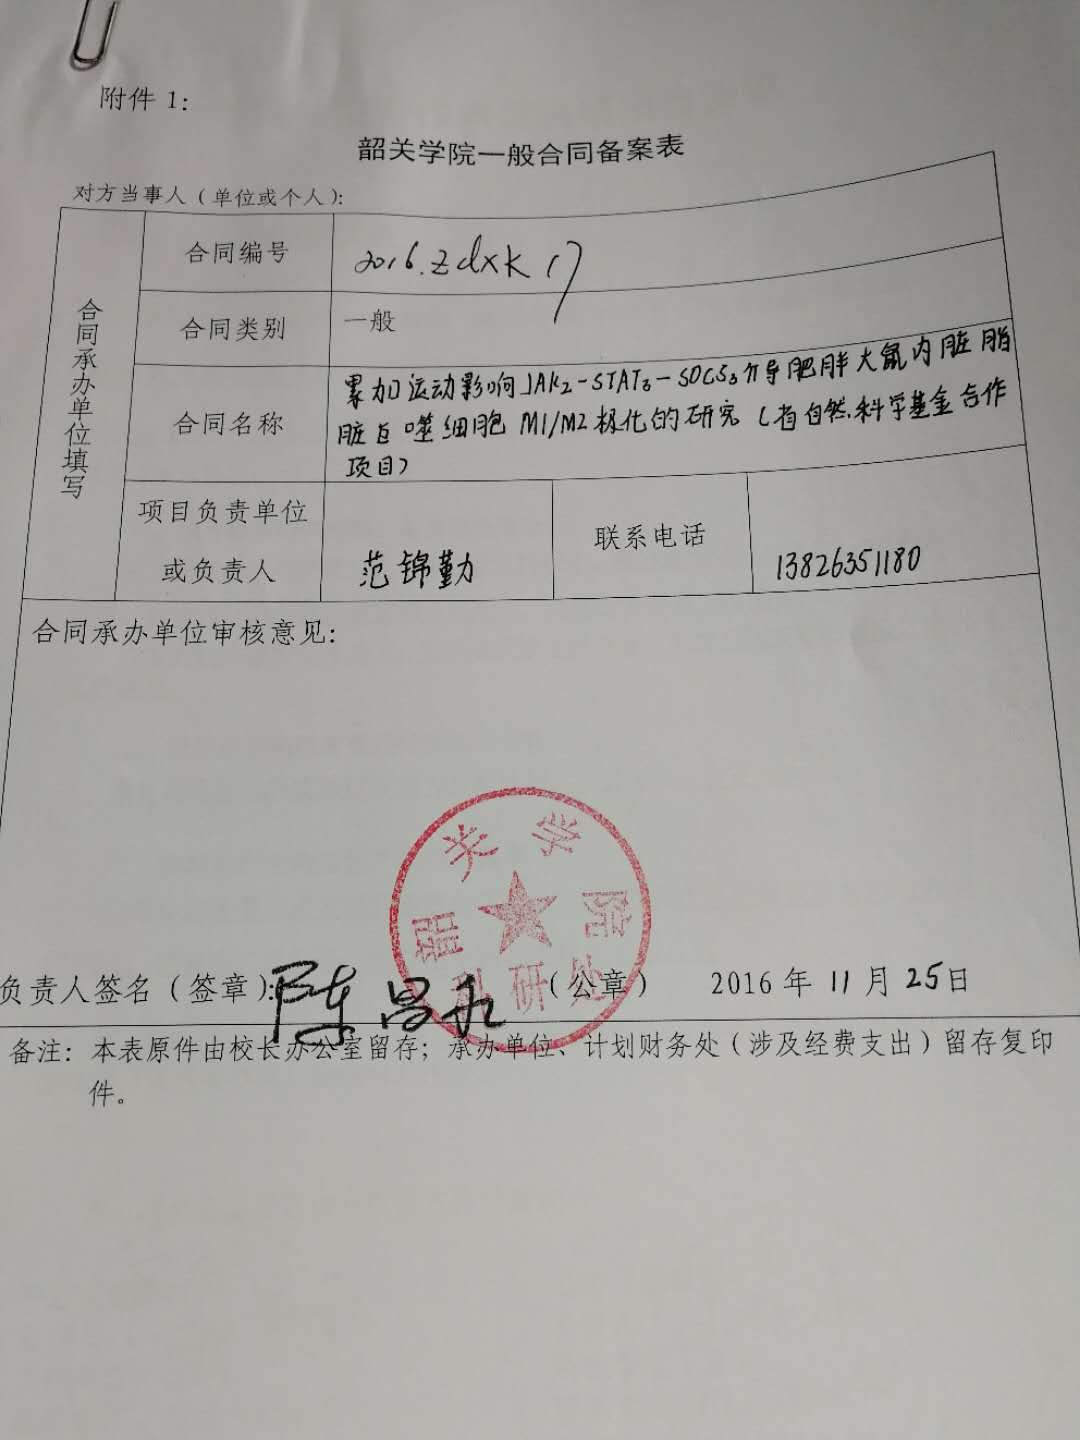 附件 1:
韶关学院一般合同备案表
对方当事人（单位或个人）:
合同承办单位填写
合同编号
2016.zdxk17
合同类别
一般
合同名称
累加运动影响JAK2-STAT3-SOCS3介导肥胖大鼠内脏脂
脏巨噬细胞 M1/M2极化的研究（省自然科学基金合作
项目）
项目负责单位
或负责人
范锦勤
联系电话
13826351180
合同承办单位审核意见:
韶关学院
科研处
负责人签名（签章）:
陈昌
（公章）
2016 年 11 月 25 日
备注: 本表原件由校长办公室留存；承办单位、计划财务处（涉及经费支出）留存复印
件。